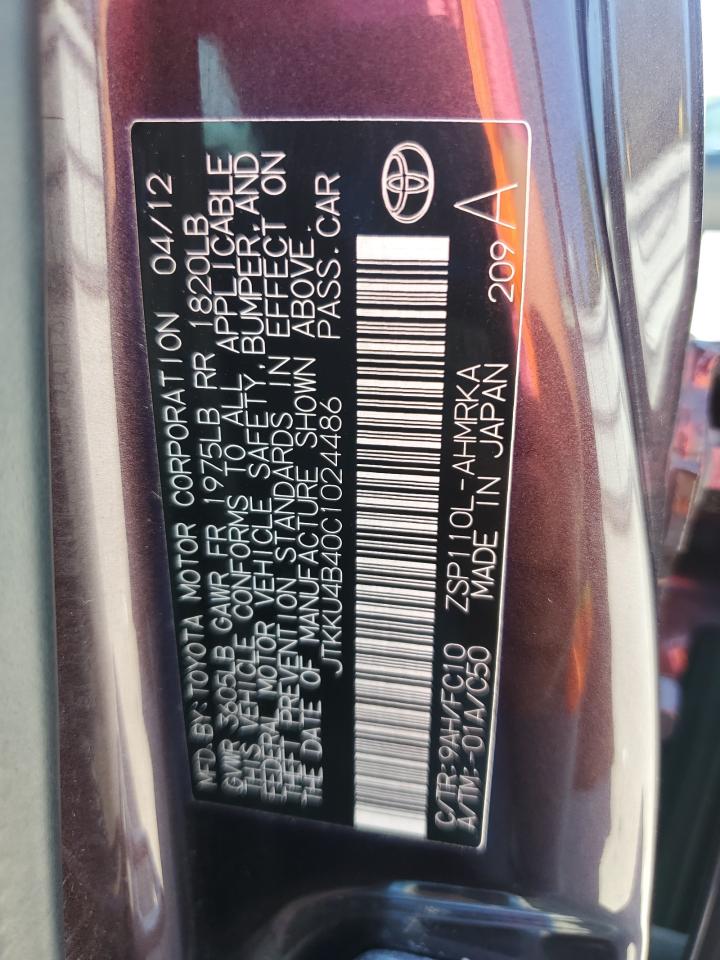 MFD. BY: TOYOTA MOTOR CORPORATION 04/12
GVWR 3605LB GAWR FR 1975LB RR 1820LB
THIS VEHICLE CONFORMS TO ALL APPLICABLE
FEDERAL MOTOR VEHICLE SAFETY, BUMPER, AND
THEFT PREVENTION STANDARDS IN EFFECT ON
THE DATE OF MANUFACTURE SHOWN ABOVE.
JTKKU4B40C1024486 PASS. CAR
C/TR: 9AH/FC10 ZSP110L-AHMRKA
A/TM: -01A/C50 MADE IN JAPAN 209 A